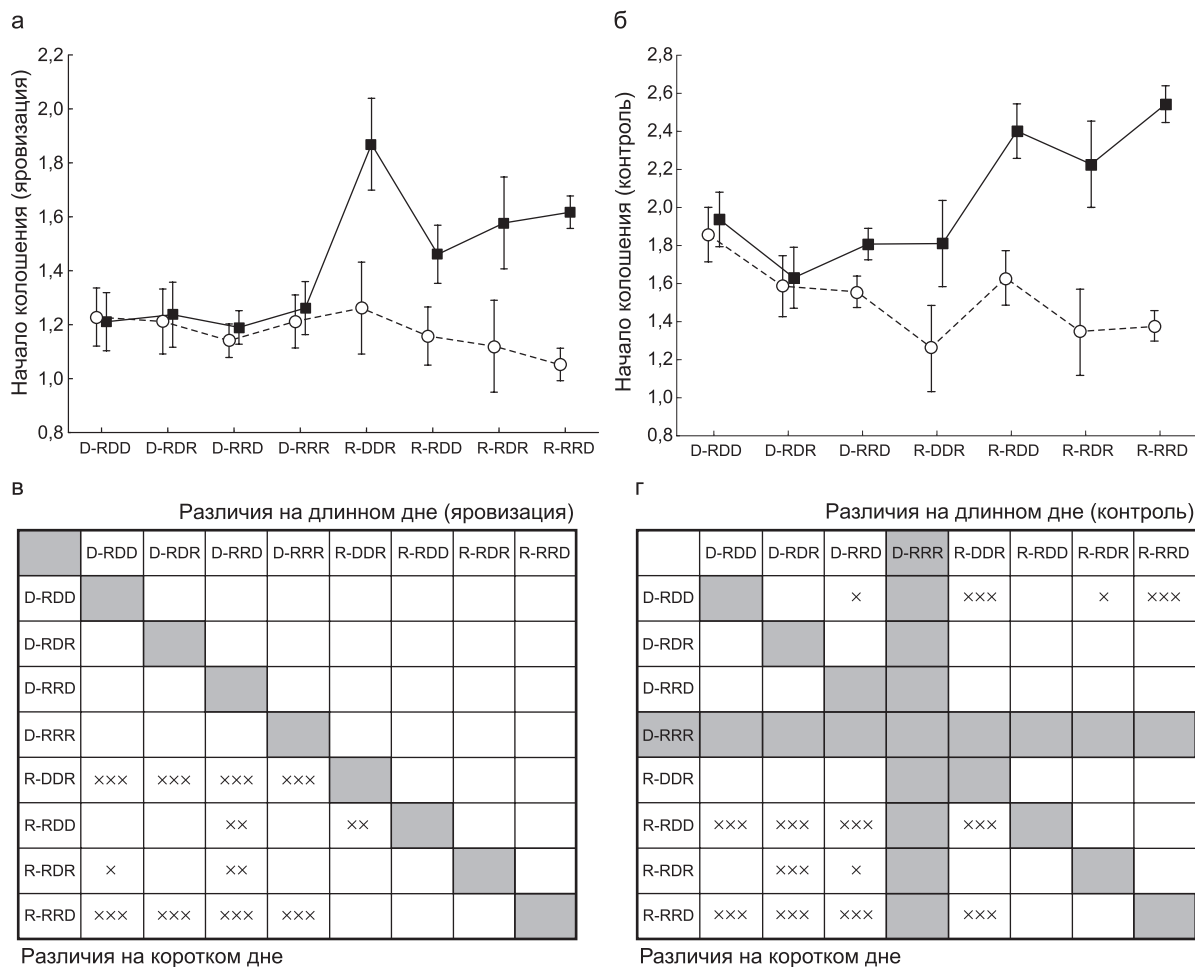 а
Начало колошения (яровизация)
2,2
2,0
1,8
1,6
1,4
1,2
1,0
0,8
D-RDD D-RDR D-RRD D-RRR R-DDR R-RDD R-RDR R-RRD
б
Начало колошения (контроль)
2,8
2,6
2,4
2,2
2,0
1,8
1,6
1,4
1,2
1,0
0,8
D-RDD D-RDR D-RRD R-DDR R-RDD R-RDR R-RRD
в
Различия на длинном дне (яровизация)
D-RDD D-RDR D-RRD D-RRR R-DDR R-RDD R-RDR R-RRD
D-RDD
D-RDR
D-RRD
D-RRR
R-DDR ××× ××× ××× ×××
R-RDD ×× ××
R-RDR × ××
R-RRD ××× ××× ××× ×××
Различия на коротком дне
г
Различия на длинном дне (контроль)
D-RDD D-RDR D-RRD D-RRR R-DDR R-RDD R-RDR R-RRD
D-RDD × ××× × ×××
D-RDR
D-RRD
D-RRR
R-DDR
R-RDD ××× ××× ××× ×××
R-RDR ××× ×
R-RRD ××× ××× ××× ×××
Различия на коротком дне